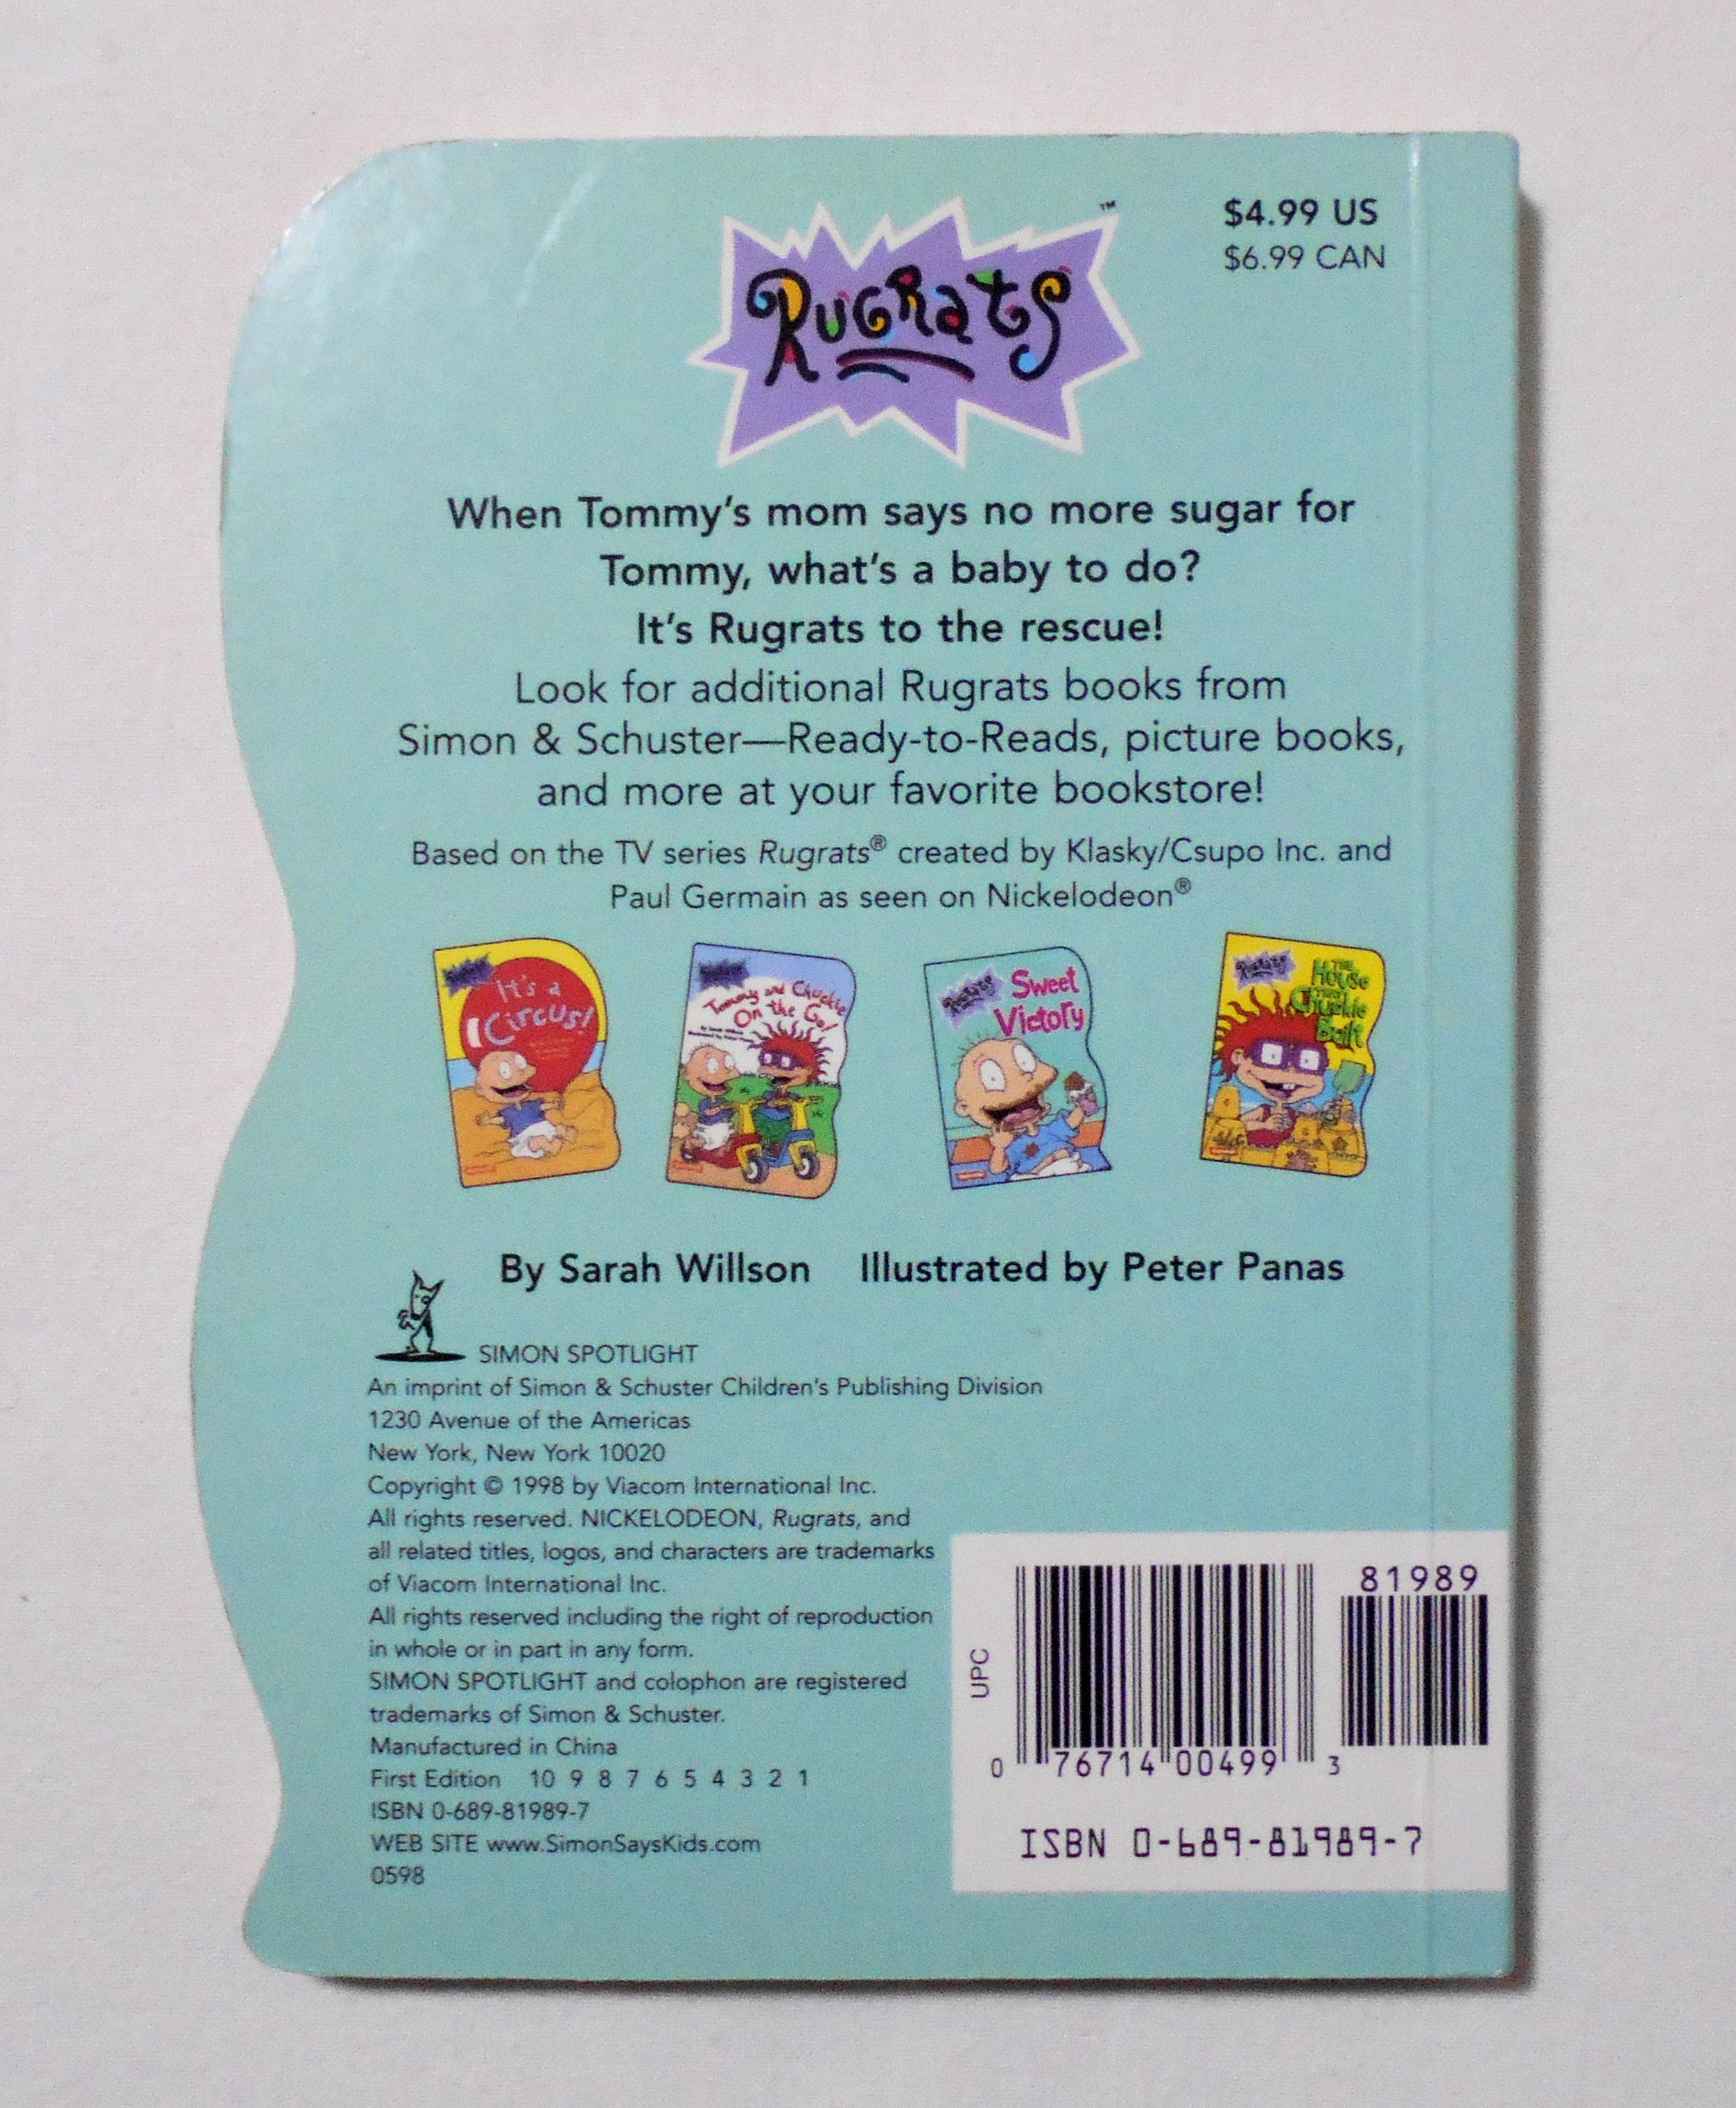 RugRats ™
$4.99 US
$6.99 CAN
When Tommy's mom says no more sugar for
Tommy, what's a baby to do?
It's Rugrats to the rescue!
Look for additional Rugrats books from
Simon & Schuster—Ready-to-Reads, picture books,
and more at your favorite bookstore!
Based on the TV series Rugrats® created by Klasky/Csupo Inc. and
Paul Germain as seen on Nickelodeon®
It's a
Circus!
Tommy and Chuckie
On the Go!
Rugrats
Sweet
Victory
Rugrats
The
House
That
Chuckie
Built
By Sarah Willson Illustrated by Peter Panas
SIMON SPOTLIGHT
An imprint of Simon & Schuster Children's Publishing Division
1230 Avenue of the Americas
New York, New York 10020
Copyright © 1998 by Viacom International Inc.
All rights reserved. NICKELODEON, Rugrats, and
all related titles, logos, and characters are trademarks
of Viacom International Inc.
All rights reserved including the right of reproduction
in whole or in part in any form.
SIMON SPOTLIGHT and colophon are registered
trademarks of Simon & Schuster.
Manufactured in China
First Edition 10 9 8 7 6 5 4 3 2 1
ISBN 0-689-81989-7
WEB SITE www.SimonSaysKids.com
0598
UPC
81989
0 76714 00499 3
ISBN 0-689-81989-7